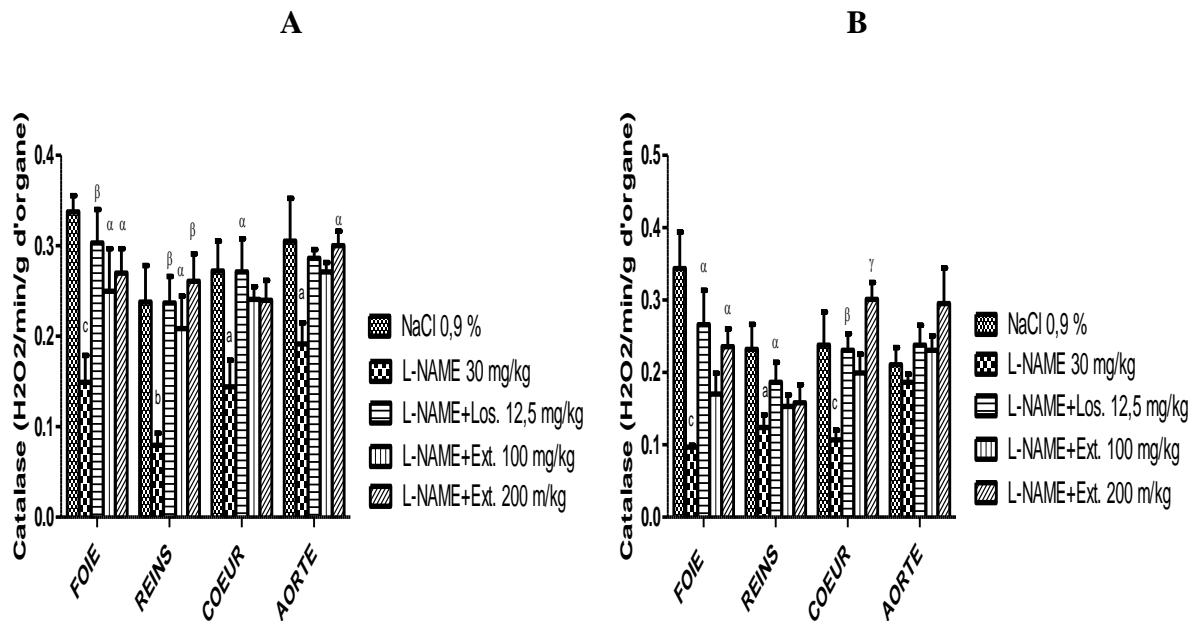 A
Catalase (H2O2/min/g d'organe)
0.4
0.3
0.2
0.1
0.0
c
β
α
α
b
β
α
β
a
α
a
α
FOIE
REINS
COEUR
AORTE
NaCl 0,9 %
L-NAME 30 mg/kg
L-NAME+Los. 12,5 mg/kg
L-NAME+Ext. 100 mg/kg
L-NAME+Ext. 200 m/kg
B
Catalase (H2O2/min/g d'organe)
0.5
0.4
0.3
0.2
0.1
0.0
c
α
α
a
α
c
β
γ
FOIE
REINS
COEUR
AORTE
NaCl 0,9 %
L-NAME 30 mg/kg
L-NAME+Los. 12,5 mg/kg
L-NAME+Ext. 100 mg/kg
L-NAME+Ext. 200 m/kg